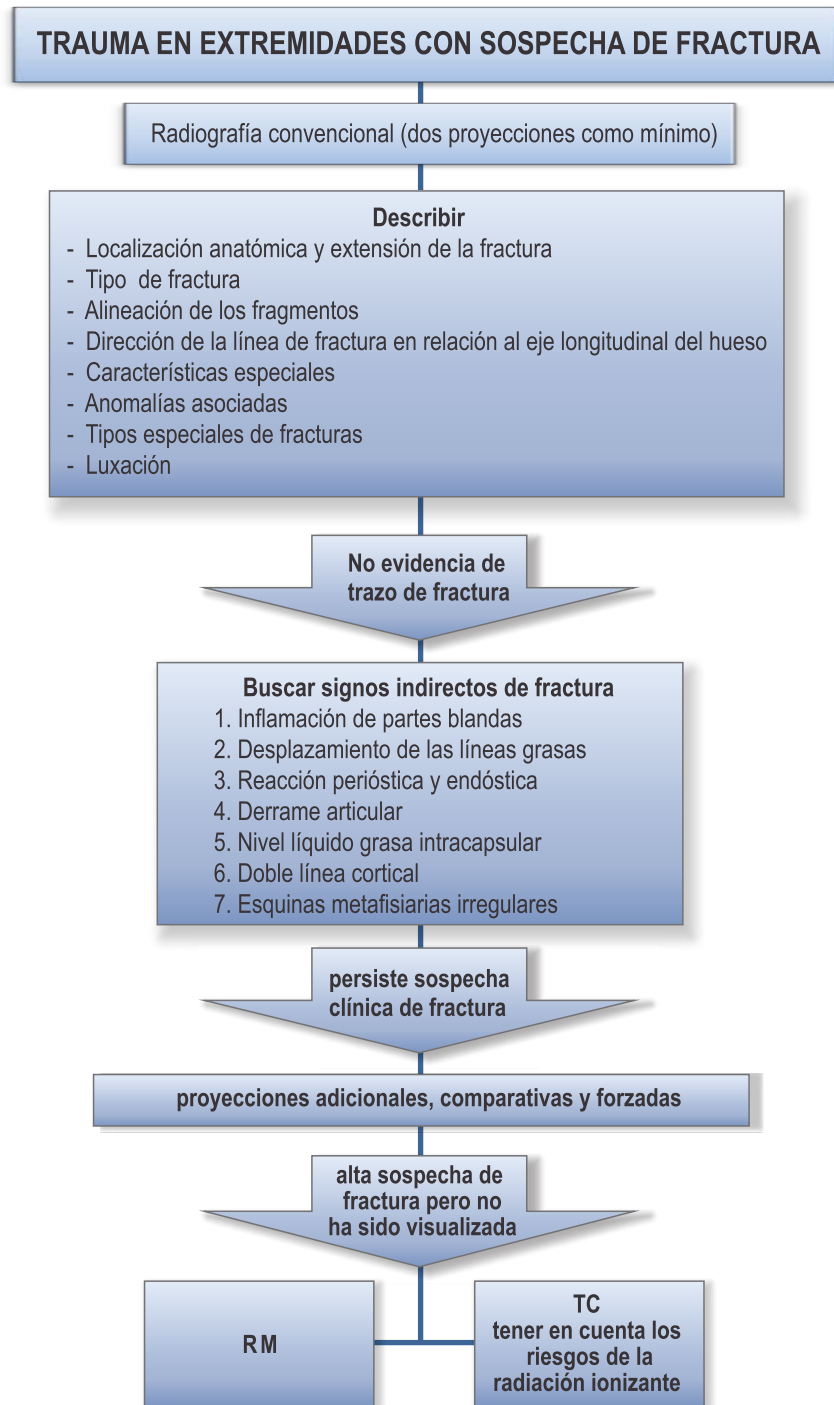 TRAUMA EN EXTREMIDADES CON SOSPECHA DE FRACTURA
Radiografía convencional (dos proyecciones como mínimo)
Describir
- Localización anatómica y extensión de la fractura
- Tipo de fractura
- Alineación de los fragmentos
- Dirección de la línea de fractura en relación al eje longitudinal del hueso
- Características especiales
- Anomalías asociadas
- Tipos especiales de fracturas
- Luxación
No evidencia de
trazo de fractura
Buscar signos indirectos de fractura
1. Inflamación de partes blandas
2. Desplazamiento de las líneas grasas
3. Reacción perióstica y endóstica
4. Derrame articular
5. Nivel líquido grasa intracapsular
6. Doble línea cortical
7. Esquinas metafisiarias irregulares
persiste sospecha
clínica de fractura
proyecciones adicionales, comparativas y forzadas
alta sospecha de
fractura pero no
ha sido visualizada
RM
TC
tener en cuenta los
riesgos de la
radiación ionizante